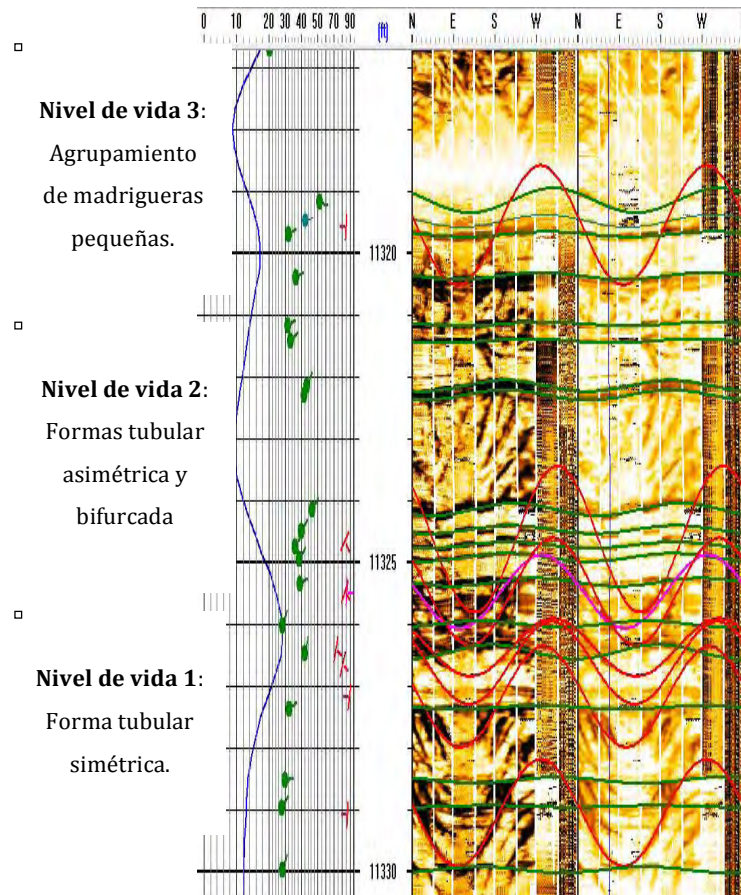 0 10 20 30 40 50 70 90 (ft) N E S W N E S W
Nivel de vida 3:
Agrupamiento
de madrigueras
pequeñas.
11320
Nivel de vida 2:
Formas tubular
asimétrica y
bifurcada
11325
Nivel de vida 1:
Forma tubular
simétrica.
11330